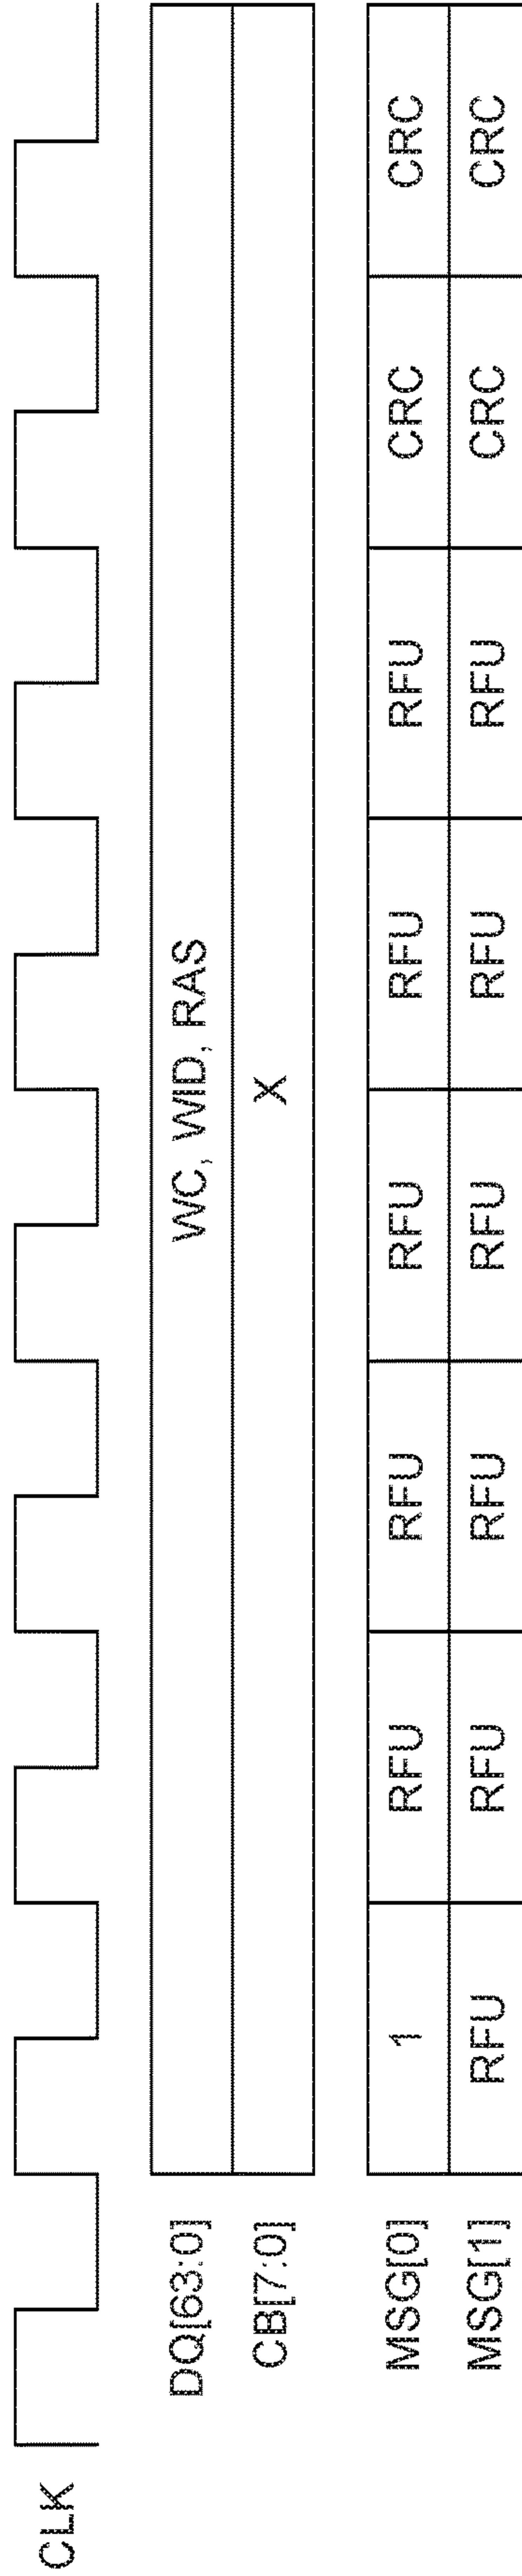 CLK
DQ[63:0] WC, WID, RAS
CB[7:0] X
MSG[0] 1 RFU RFU RFU RFU RFU CRC CRC
MSG[1] RFU RFU RFU RFU RFU RFU CRC CRC